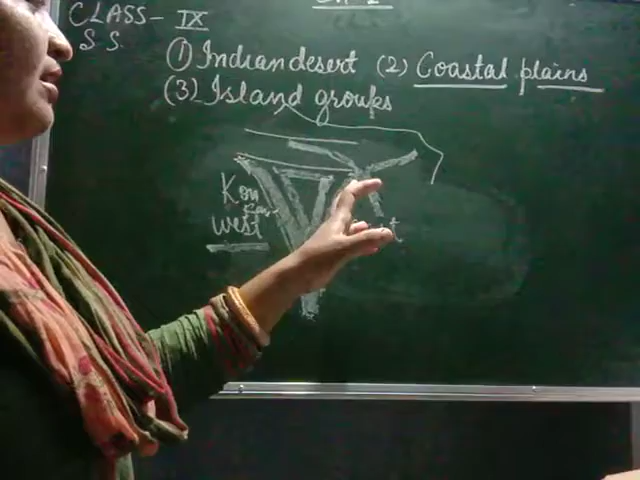 CLASS - IX
S.S.
(1) Indian desert (2) Coastal plains
(3) Island groups
Kon
West